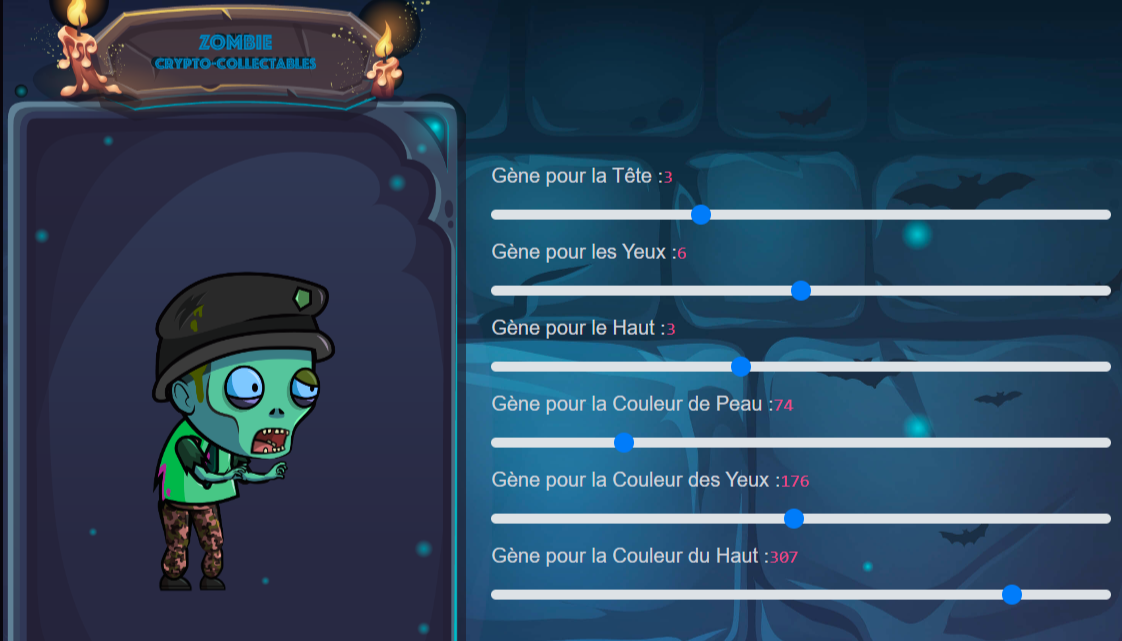 ZOMBIE
CRYPTO-COLLECTABLES
Gène pour la Tête :3
Gène pour les Yeux :6
Gène pour le Haut :3
Gène pour la Couleur de Peau :74
Gène pour la Couleur des Yeux :176
Gène pour la Couleur du Haut :307